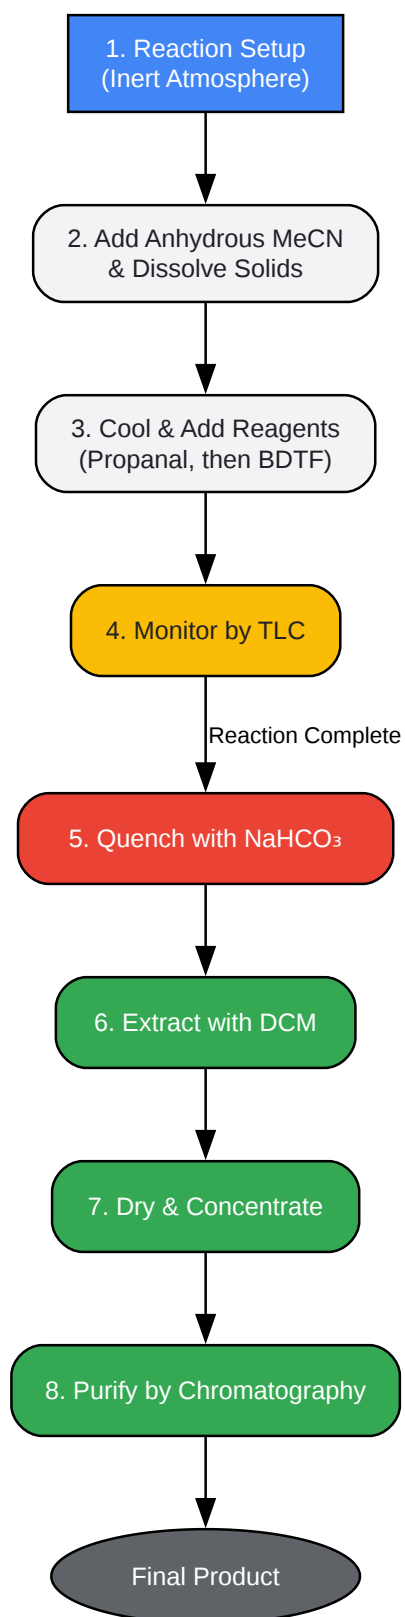 1. Reaction Setup
(Inert Atmosphere)
2. Add Anhydrous MeCN
& Dissolve Solids
3. Cool & Add Reagents
(Propanal, then BDTF)
4. Monitor by TLC
Reaction Complete
5. Quench with NaHCO₃
6. Extract with DCM
7. Dry & Concentrate
8. Purify by Chromatography
Final Product